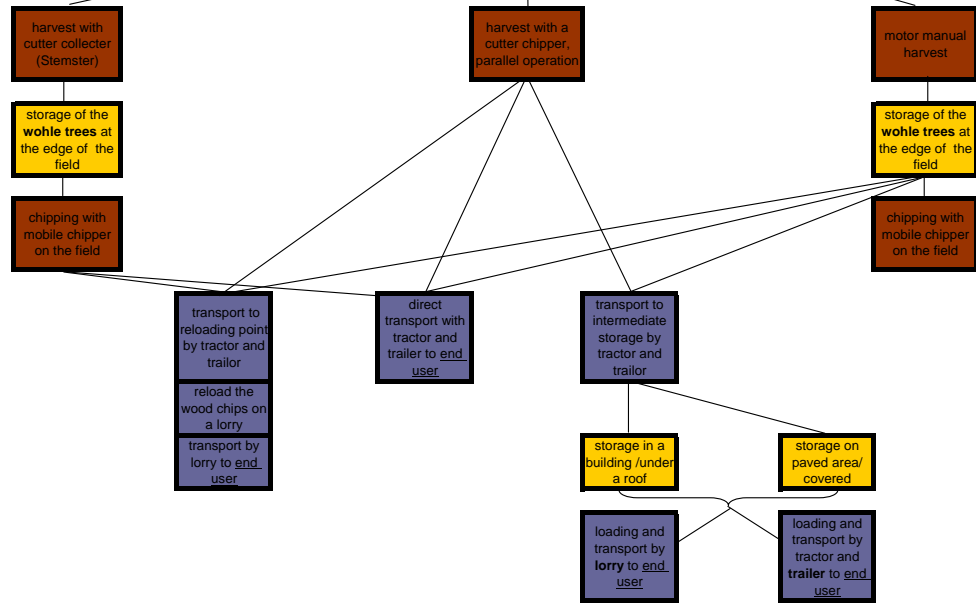 harvest with
cutter collecter
(Stemster)
harvest with a
cutter chipper,
parallel operation
motor manual
harvest
storage of the
wohle trees at
the edge of the
field
storage of the
wohle trees at
the edge of the
field
chipping with
mobile chipper
on the field
chipping with
mobile chipper
on the field
transport to
reloading point
by tractor and
trailor
direct
transport with
tractor and
trailer to end
user
transport to
intermediate
storage by
tractor and
trailor
reload the
wood chips on
a lorry
transport by
lorry to end
user
storage in a
building /under
a roof
storage on
paved area/
covered
loading and
transport by
lorry to end
user
loading and
transport by
tractor and
trailer to end
user